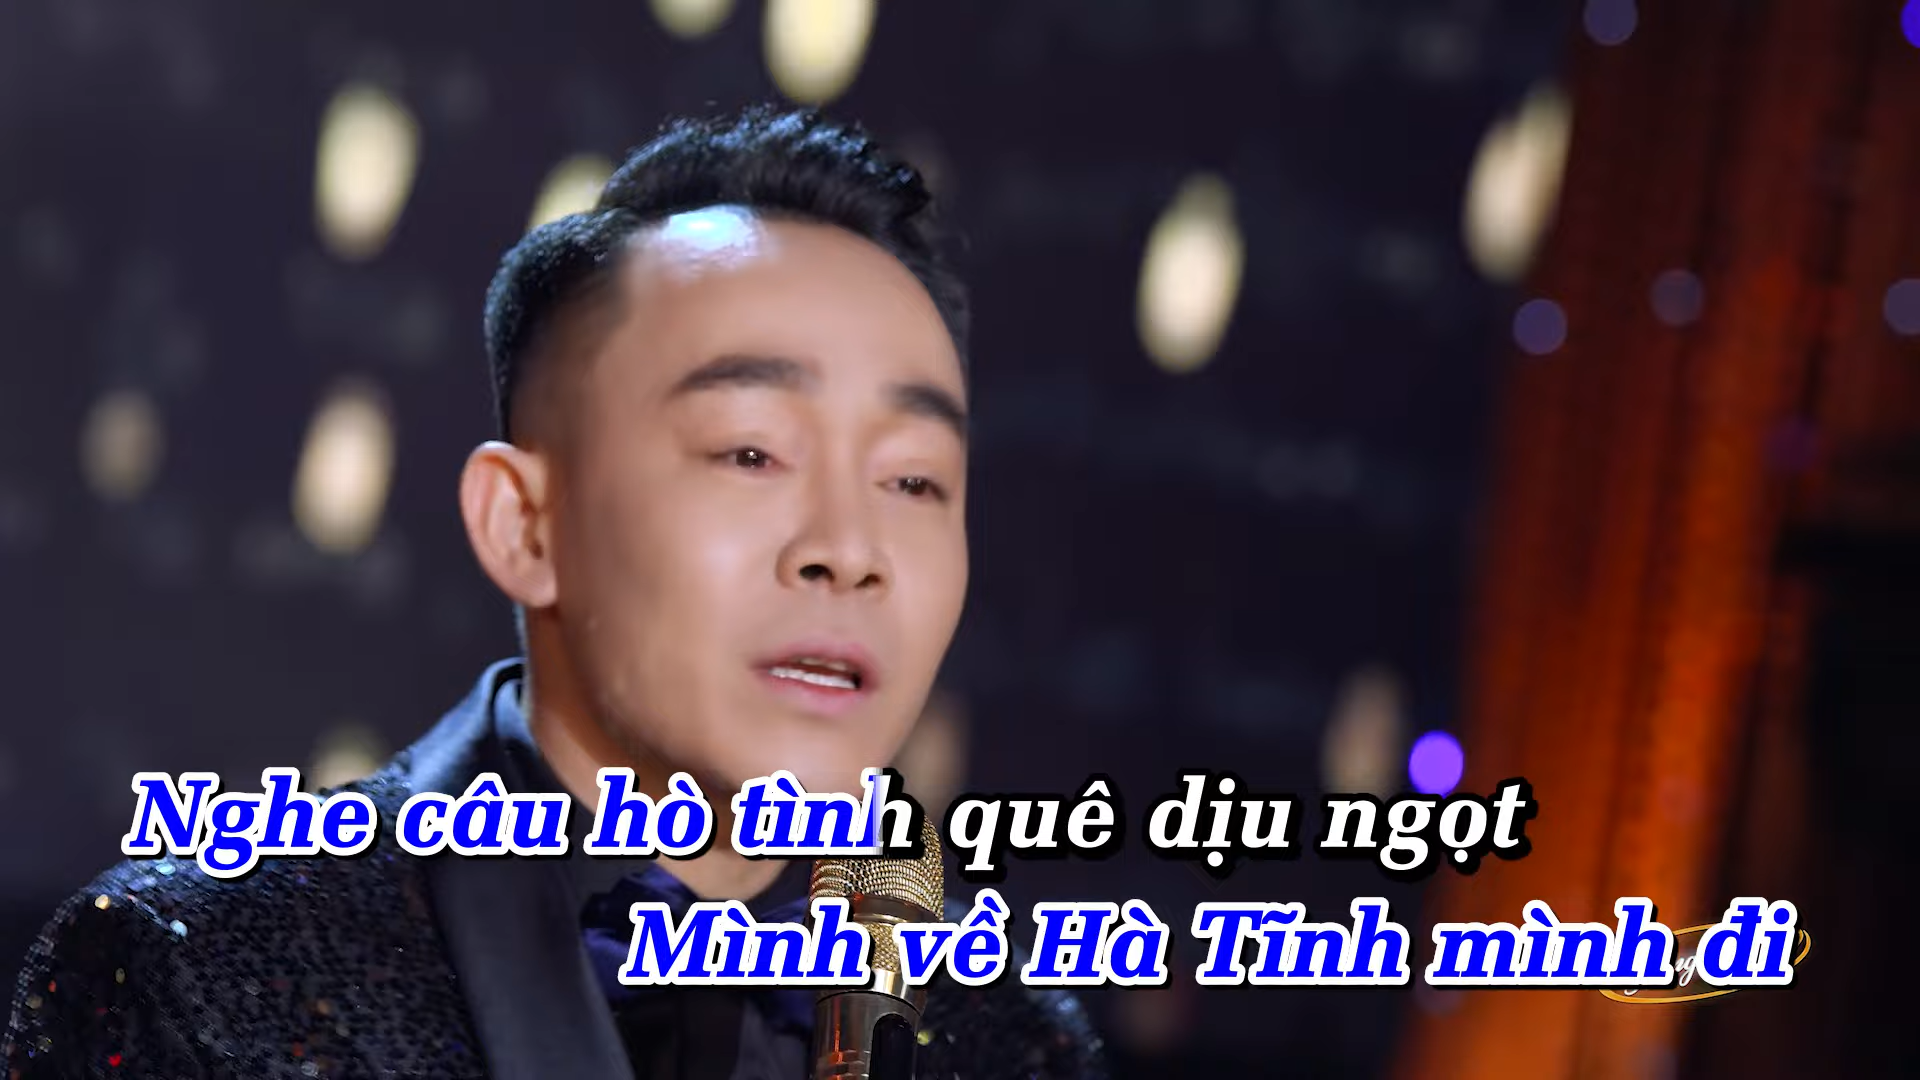 Nghe câu hò tình quê dịu ngọt
Mình về Hà Tĩnh mình đi